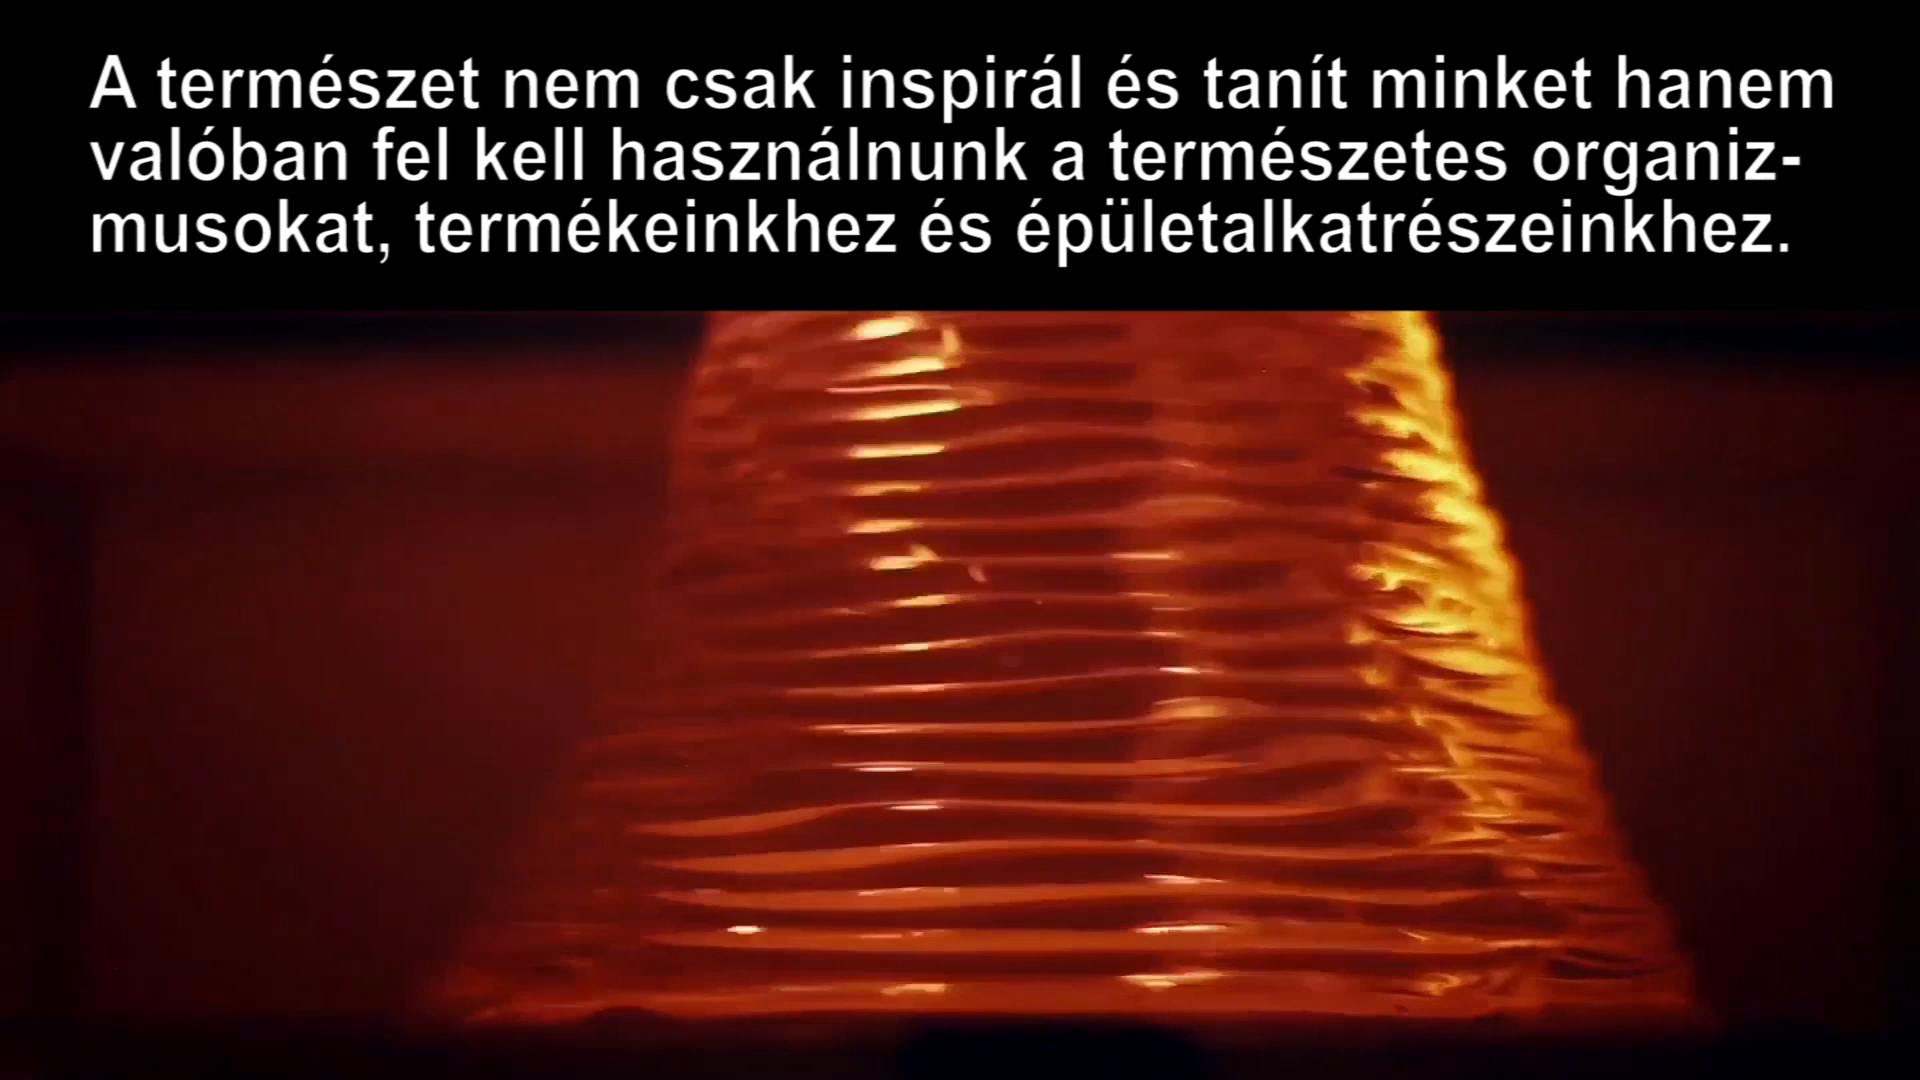 A természet nem csak inspirál és tanít minket hanem
valóban fel kell használnunk a természetes organiz-
musokat, termékeinkhez és épületalkatrészeinkhez.